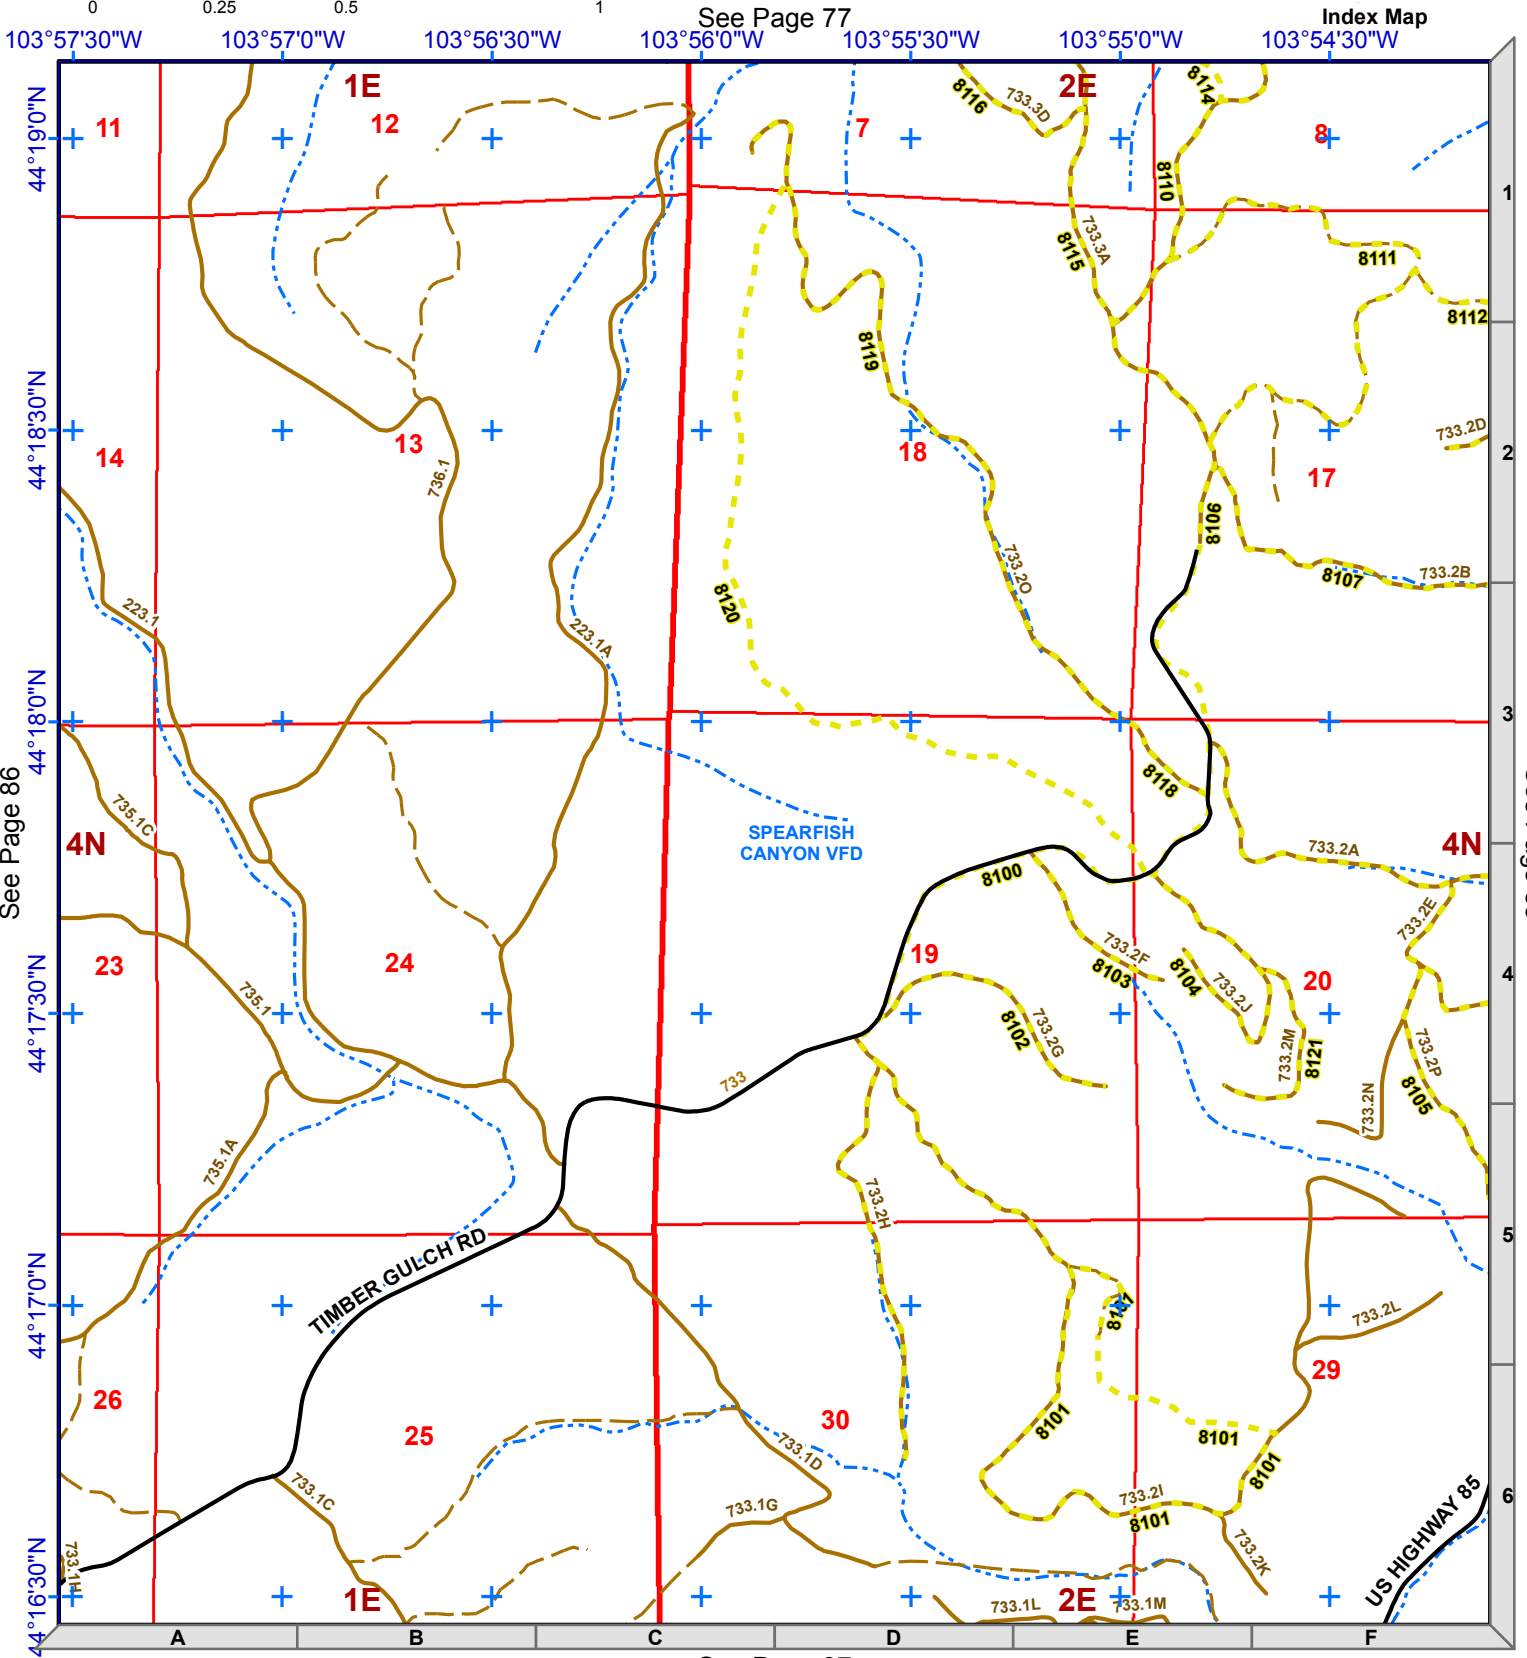 0 0.25 0.5 1
See Page 77
Index Map
103°57'30"W 103°57'0"W 103°56'30"W 103°56'0"W 103°55'30"W 103°55'0"W 103°54'30"W
1E 2E
8116 733.3D 8114
11 12 7 8
44°19'0"N
8110
1
733.3A
8115 8111
8112
8119
44°18'30"N
733.2D
14 13 18 17
2
736.1
8106
733.2O
8107 733.2B
223.1
8120
223.1A
44°18'0"N
3
8118
735.1C
SPEARFISH
CANYON VFD
See Page 86
4N 4N
733.2A
8100
733.2E
19
733.2F
8103 8104 733.2J
23 24 20
4
44°17'30"N
735.1
8102 733.2G
733.2M 8121
733.2P
733
8105
733.2N
735.1A
733.2H
5
TIMBER GULCH RD
44°17'0"N
8101
733.2L
29
26
30
25
8101
8101
733.1D
8101
733.1C
733.1G
733.2I
8101
6
US HIGHWAY 85
733.2K
733.1H
44°16'30"N
1E 2E
733.1L 733.1M
A B C D E F